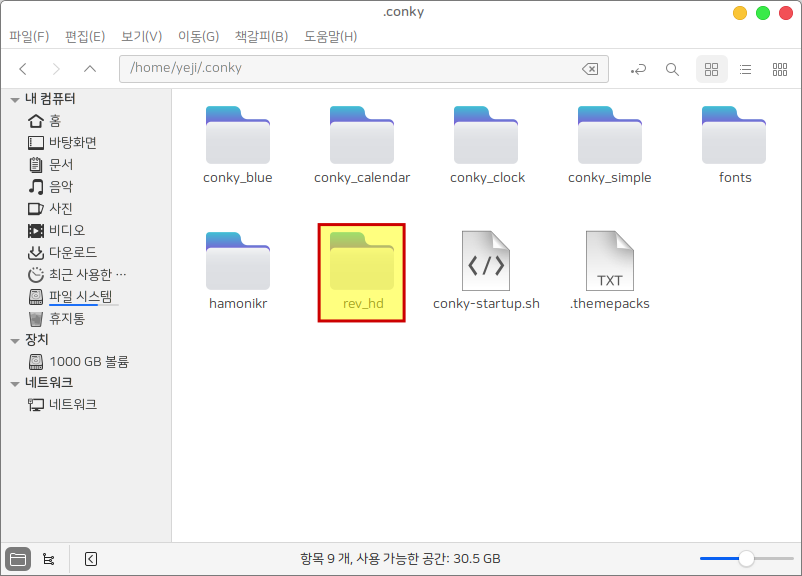 .conky
파일(F) 편집(E) 보기(V) 이동(G) 책갈피(B) 도움말(H)
/home/yeji/.conky
내 컴퓨터
홈
바탕화면
문서
음악
사진
비디오
다운로드
최근 사용한 …
파일 시스템
휴지통
장치
1000 GB 볼륨
네트워크
네트워크
conky_blue conky_calendar conky_clock conky_simple fonts
hamonikr rev_hd conky-startup.sh .themepacks
TXT
항목 9 개, 사용 가능한 공간: 30.5 GB